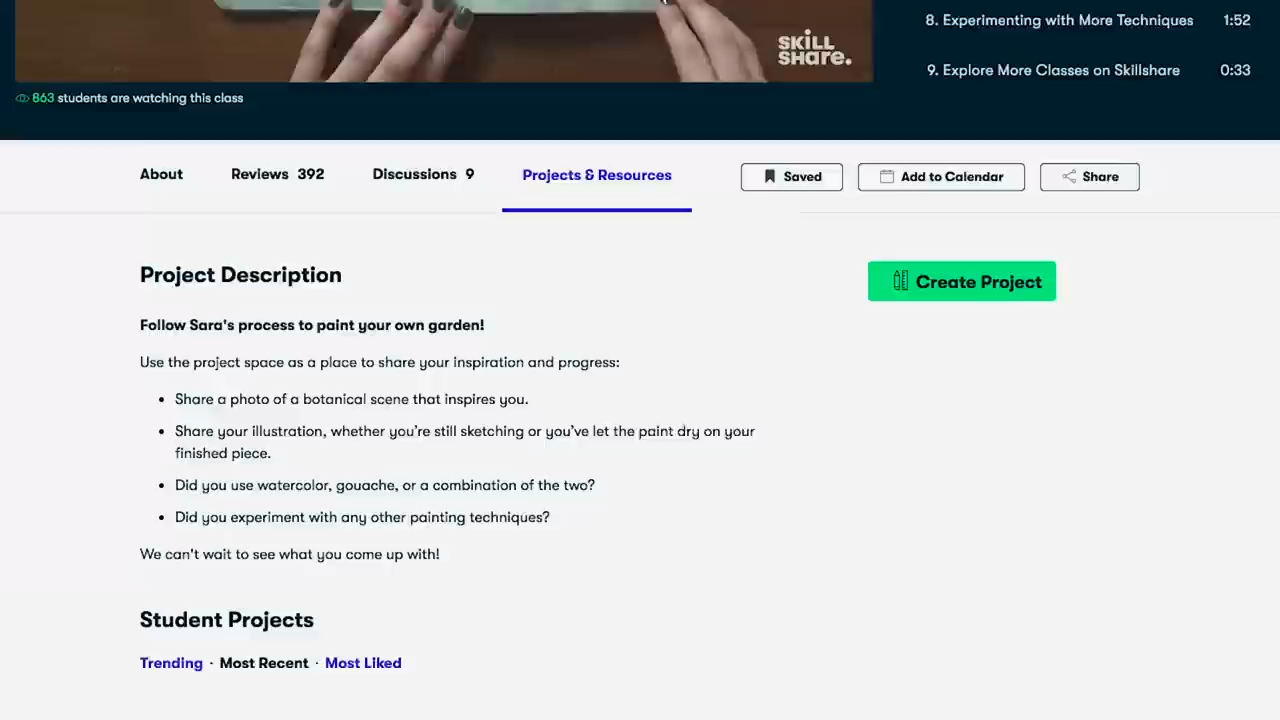 8. Experimenting with More Techniques 1:52
SKILL
SHARE.
9. Explore More Classes on Skillshare 0:33
863 students are watching this class
About Reviews 392 Discussions 9 Projects & Resources Saved Add to Calendar Share
Project Description
Create Project
Follow Sara's process to paint your own garden!
Use the project space as a place to share your inspiration and progress:
• Share a photo of a botanical scene that inspires you.
• Share your illustration, whether you're still sketching or you've let the paint dry on your
finished piece.
• Did you use watercolor, gouache, or a combination of the two?
• Did you experiment with any other painting techniques?
We can't wait to see what you come up with!
Student Projects
Trending · Most Recent · Most Liked